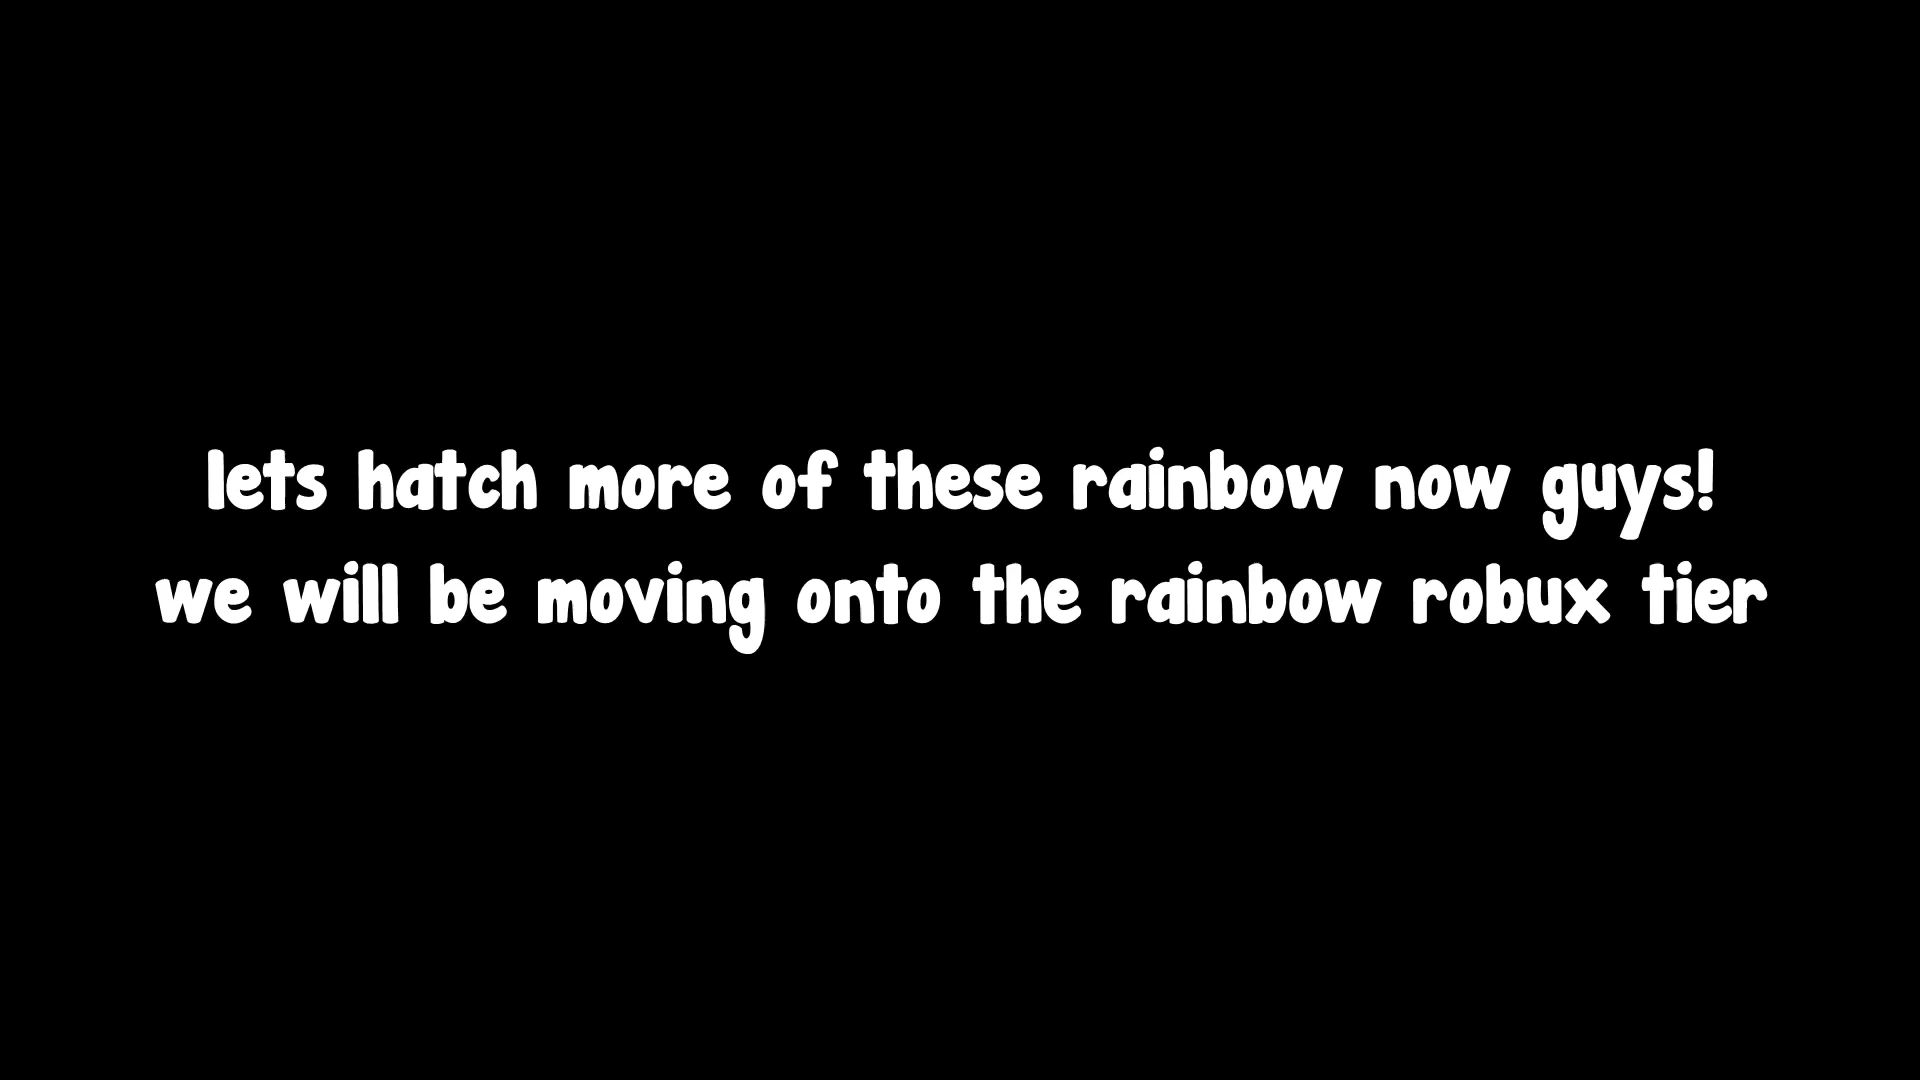 lets hatch more of these rainbow now guys!
we will be moving onto the rainbow robux tier